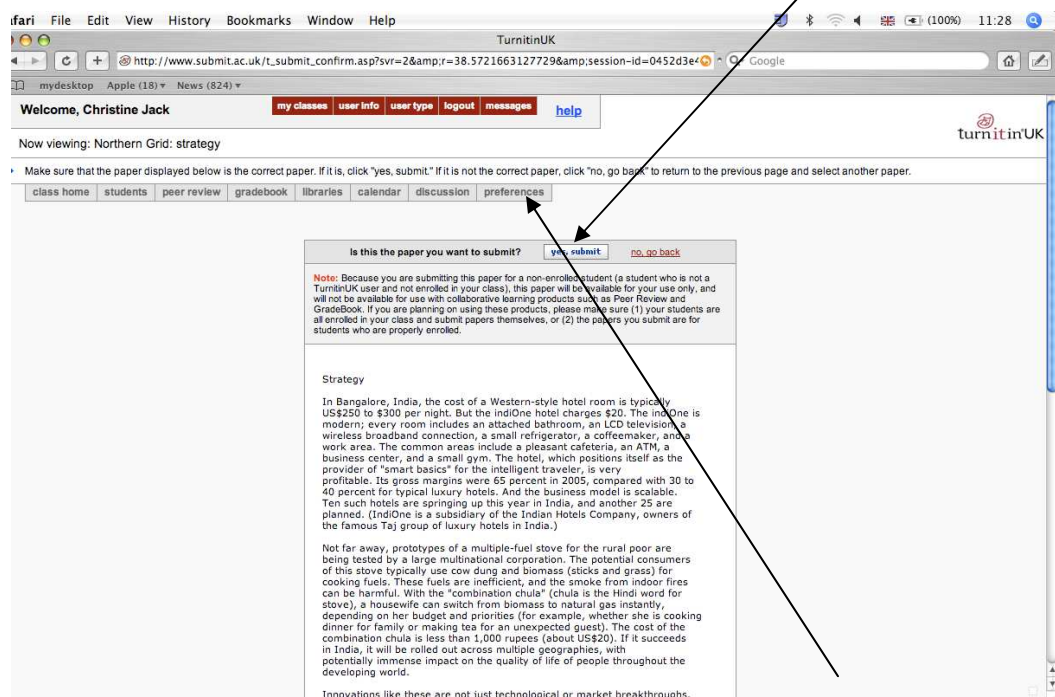 fari File Edit View History Bookmarks Window Help (100%) 11:28
TurnitinUK
http://www.submit.ac.uk/t_submit_confirm.asp?svr=2&amp;r=38.5721663127729&amp;session-id=0452d3e4 Google
mydesktop Apple (18) News (824)
Welcome, Christine Jack my classes user info user type logout messages help
turnitin'UK
Now viewing: Northern Grid: strategy
Make sure that the paper displayed below is the correct paper. If it is, click "yes, submit." If it is not the correct paper, click "no, go back" to return to the previous page and select another paper.
class home students peer review gradebook libraries calendar discussion preferences
Is this the paper you want to submit? yes, submit no, go back
Note: Because you are submitting this paper for a non-enrolled student (a student who is not a
TurnitinUK user and not enrolled in your class), this paper will be available for your use only, and
will not be available for use with collaborative learning products such as Peer Review and
GradeBook. If you are planning on using these products, please make sure (1) your students are
all enrolled in your class and submit papers themselves, or (2) the papers you submit are for
students who are properly enrolled.
Strategy
In Bangalore, India, the cost of a Western-style hotel room is typically
US$250 to $300 per night. But the indiOne hotel charges $20. The indiOne is
modern; every room includes an attached bathroom, an LCD television, a
wireless broadband connection, a small refrigerator, a coffeemaker, and a
work area. The common areas include a pleasant cafeteria, an ATM, a
business center, and a small gym. The hotel, which positions itself as the
provider of "smart basics" for the intelligent traveler, is very
profitable. Its gross margins were 65 percent in 2005, compared with 30 to
40 percent for typical luxury hotels. And the business model is scalable.
Ten such hotels are springing up this year in India, and another 25 are
planned. (IndiOne is a subsidiary of the Indian Hotels Company, owners of
the famous Taj group of luxury hotels in India.)
Not far away, prototypes of a multiple-fuel stove for the rural poor are
being tested by a large multinational corporation. The potential consumers
of this stove typically use cow dung and biomass (sticks and grass) for
cooking fuels. These fuels are inefficient, and the smoke from indoor fires
can be harmful. With the "combination chula" (chula is the Hindi word for
stove), a housewife can switch from biomass to natural gas instantly,
depending on her budget and priorities (for example, whether she is cooking
dinner for family or making tea for an unexpected guest). The cost of the
combination chula is less than 1,000 rupees (about US$20). If it succeeds
in India, it will be rolled out across multiple geographies, with
potentially immense impact on the quality of life of people throughout the
developing world.
Innovations like these are not just technological or market breakthroughs.